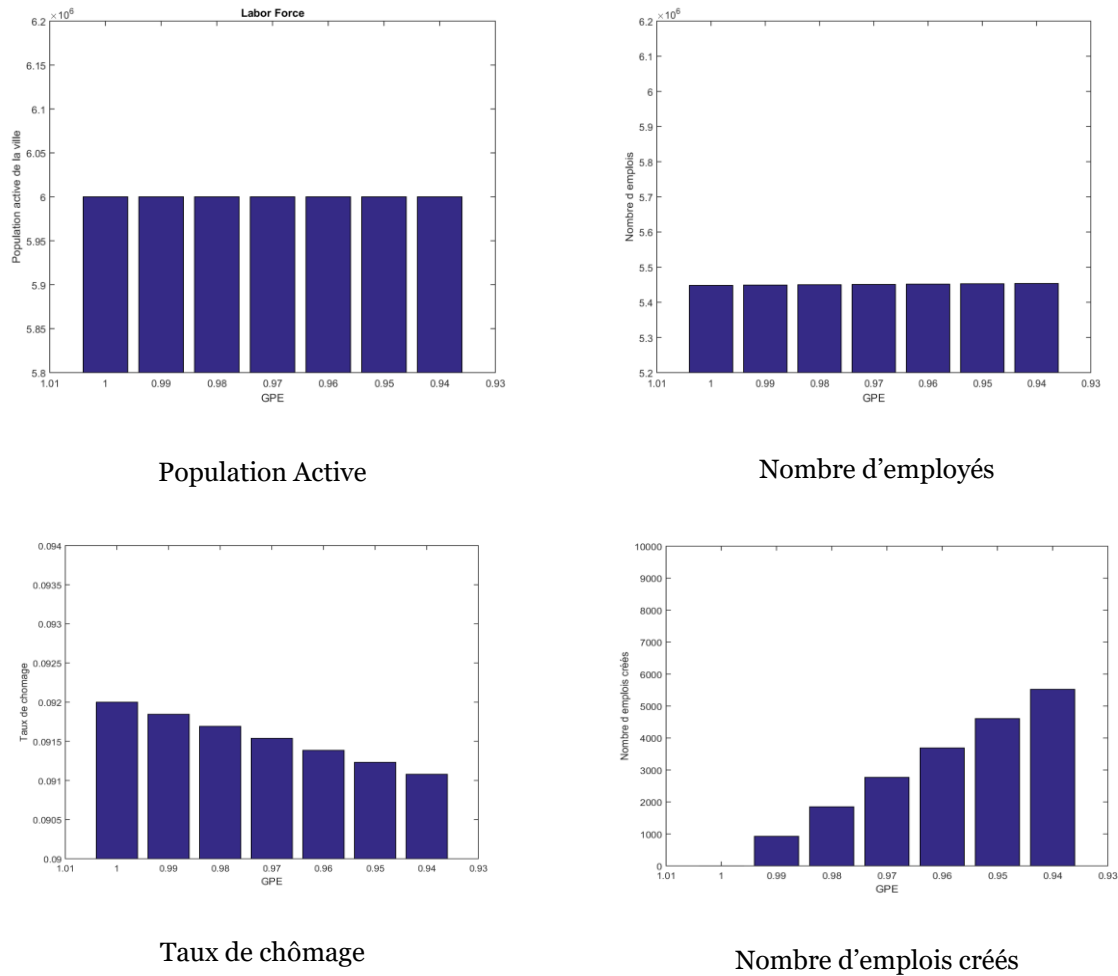 Labor Force
×10⁶
6.2
6.15
6.1
6.05
6
5.95
5.9
5.85
5.8
Population active de la ville
1.01 1 0.99 0.98 0.97 0.96 0.95 0.94 0.93
GPE
Population Active
×10⁶
6.2
6.1
6
5.9
5.8
5.7
5.6
5.5
5.4
5.3
5.2
Nombre d emplois
1.01 1 0.99 0.98 0.97 0.96 0.95 0.94 0.93
GPE
Nombre d’employés
0.094
0.0935
0.093
0.0925
0.092
0.0915
0.091
0.0905
0.09
Taux de chomage
1.01 1 0.99 0.98 0.97 0.96 0.95 0.94 0.93
GPE
Taux de chômage
10000
9000
8000
7000
6000
5000
4000
3000
2000
1000
0
Nombre d emplois créés
1.01 1 0.99 0.98 0.97 0.96 0.95 0.94 0.93
GPE
Nombre d’emplois créés